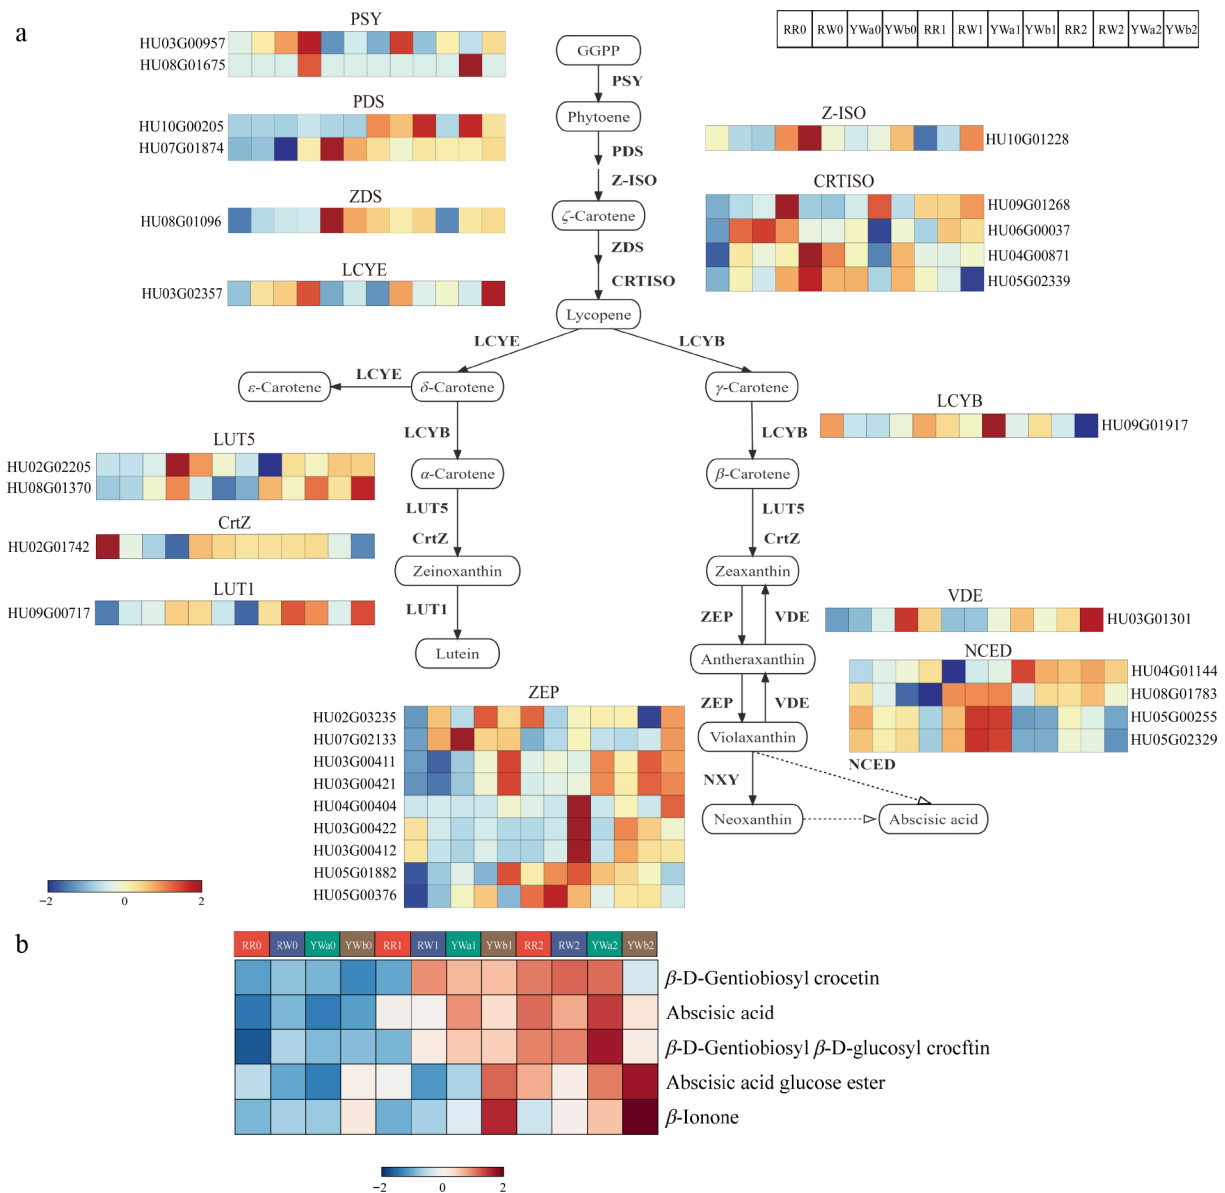 a
RR0 RW0 YWa0 YWb0 RR1 RW1 YWa1 YWb1 RR2 RW2 YWa2 YWb2
PSY
HU03G00957
HU08G01675
PDS
HU10G00205
HU07G01874
ZDS
HU08G01096
LCYE
HU03G02357
GGPP
PSY
Phytoene
PDS
Z-ISO
ζ-Carotene
ZDS
CRTISO
Lycopene
Z-ISO
HU10G01228
CRTISO
HU09G01268
HU06G00037
HU04G00871
HU05G02339
LCYE
LCYB
ε-Carotene
LCYE
δ-Carotene
γ-Carotene
LCYB
HU09G01917
LCYB
LCYB
α-Carotene
β-Carotene
LUT5
HU02G02205
HU08G01370
CrtZ
HU02G01742
LUT1
HU09G00717
LUT5
CrtZ
Zeinoxanthin
LUT1
Lutein
LUT5
CrtZ
Zeaxanthin
ZEP
VDE
Antheraxanthin
ZEP
VDE
Violaxanthin
NXY
NCED
Neoxanthin
Abscisic acid
VDE
HU03G01301
NCED
HU04G01144
HU08G01783
HU05G00255
HU05G02329
ZEP
HU02G03235
HU07G02133
HU03G00411
HU03G00421
HU04G00404
HU03G00422
HU03G00412
HU05G01882
HU05G00376
−2 0 2
b
RR0 RW0 YWa0 YWb0 RR1 RW1 YWa1 YWb1 RR2 RW2 YWa2 YWb2
β-D-Gentiobiosyl crocetin
Abscisic acid
β-D-Gentiobiosyl β-D-glucosyl crocftin
Abscisic acid glucose ester
β-Ionone
−2 0 2